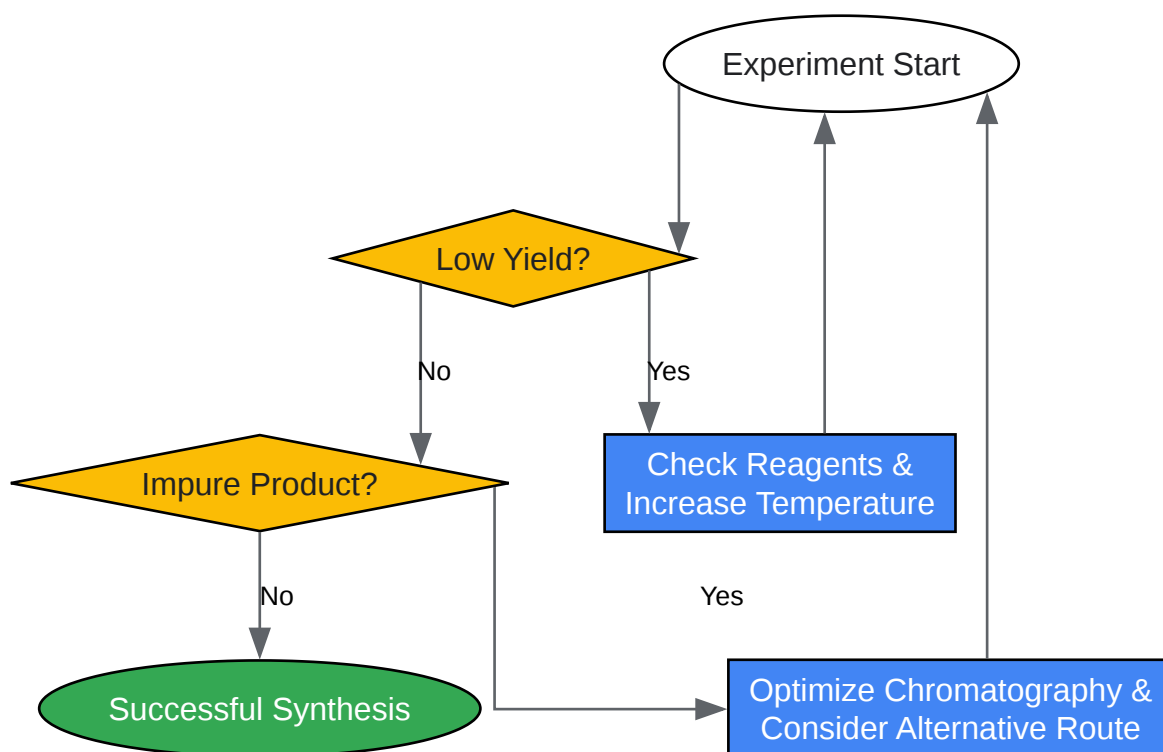 Experiment Start
Low Yield?
No
Yes
Check Reagents &
Increase Temperature
Impure Product?
No
Yes
Successful Synthesis
Optimize Chromatography &
Consider Alternative Route